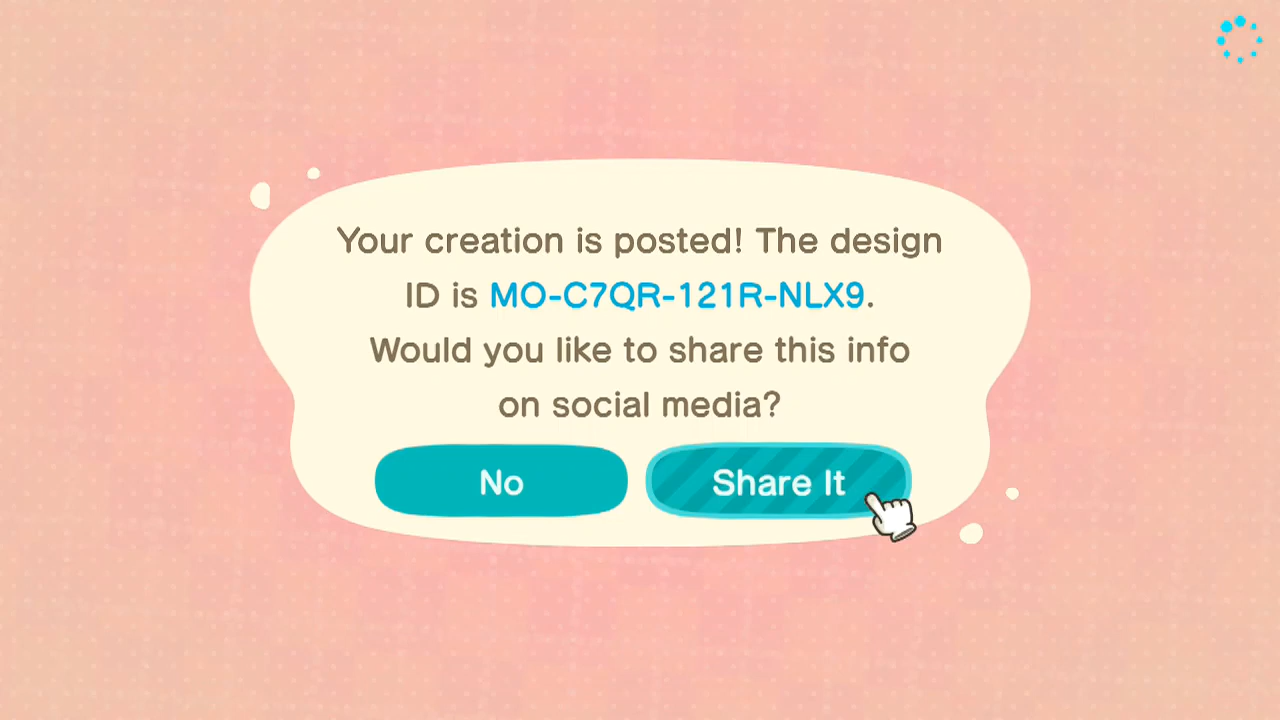 Your creation is posted! The design
ID is MO-C7QR-121R-NLX9.
Would you like to share this info
on social media?
No
Share It